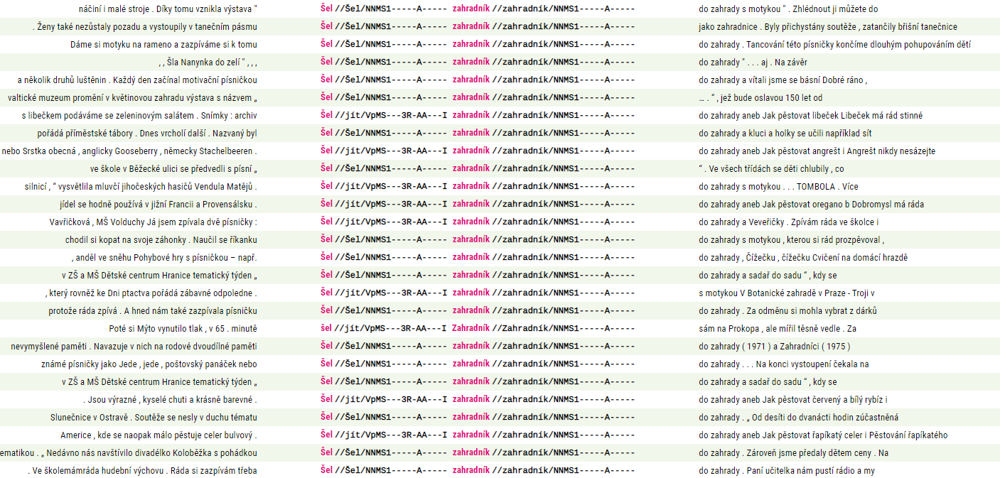 náčiní i malé stroje . Díky tomu vznikla výstava " Šel //Šel/NNMS1-----A----- zahradník //zahradník/NNMS1-----A----- do zahrady s motykou " . Zhlédnout ji můžete do
. Ženy také nezůstaly pozadu a vystoupily v tanečním pásmu Šel //Šel/NNMS1-----A----- zahradník //zahradník/NNMS1-----A----- jako zahradnice . Byly přichystány soutěže , zatančily břišní tanečnice
Dáme si motyku na rameno a zazpíváme si k tomu Šel //Šel/NNMS1-----A----- zahradník //zahradník/NNMS1-----A----- do zahrady . Tancování této písničky končíme dlouhým pohupováním dětí
, , Šla Nanynka do zelí " , , , Šel //Šel/NNMS1-----A----- zahradník //zahradník/NNMS1-----A----- do zahrady " . . . aj . Na závěr
a několik druhů luštěnin . Každý den začínal motivační písničkou Šel //Šel/NNMS1-----A----- zahradník //zahradník/NNMS1-----A----- do zahrady a vítali jsme se básní Dobré ráno ,
valtické muzeum promění v květinovou zahradu výstava s názvem „ Šel //Šel/NNMS1-----A----- zahradník //zahradník/NNMS1-----A----- … . “ , jež bude oslavou 150 let od
s libečkem podáváme se zeleninovým salátem . Snímky : archiv Šel //jít/VpMS---3R-AA---I zahradník //zahradník/NNMS1-----A----- do zahrady aneb Jak pěstovat libeček Libeček má rád stinné
pořádá příměstské tábory . Dnes vrcholí další . Nazvaný byl Šel //Šel/NNMS1-----A----- zahradník //zahradník/NNMS1-----A----- do zahrady a kluci a holky se učili například sít
nebo Srstka obecná , anglicky Gooseberry , německy Stachelbeeren . Šel //jít/VpMS---3R-AA---I zahradník //zahradník/NNMS1-----A----- do zahrady aneb Jak pěstovat angrešt i Angrešt nikdy nesázejte
ve škole v Běžecké ulici se předvedli s písní „ Šel //Šel/NNMS1-----A----- zahradník //zahradník/NNMS1-----A----- “ . Ve všech třídách se děti chlubily , co
silnicí , “ vysvětlila mluvčí jihočeských hasičů Vendula Matějů . Šel //jít/VpMS---3R-AA---I zahradník //zahradník/NNMS1-----A----- do zahrady s motykou . . . TOMBOLA . Více
jídel se hodně používá v jižní Francii a Provensálsku . Šel //jít/VpMS---3R-AA---I zahradník //zahradník/NNMS1-----A----- do zahrady aneb Jak pěstovat oregano b Dobromysl má ráda
Vavřičková , MŠ Volduchy Já jsem zpívala dvě písničky : Šel //jít/VpMS---3R-AA---I zahradník //zahradník/NNMS1-----A----- do zahrady a Veveřičky . Zpívám ráda ve školce i
chodil si kopat na svoje záhonky . Naučil se říkanku Šel //Šel/NNMS1-----A----- zahradník //zahradník/NNMS1-----A----- do zahrady s motykou , kterou si rád prozpěvoval ,
, anděl ve sněhu Pohybové hry s písničkou – např. Šel //Šel/NNMS1-----A----- zahradník //zahradník/NNMS1-----A----- do zahrady , Čížečku , čížečku Cvičení na domácí hrazdě
v ZŠ a MŠ Dětské centrum Hranice tematický týden „ Šel //Šel/NNMS1-----A----- zahradník //zahradník/NNMS1-----A----- do zahrady a sadař do sadu “ , kdy se
, který rovněž ke Dni ptactva pořádá zábavné odpoledne . Šel //jít/VpMS---3R-AA---I zahradník //zahradník/NNMS1-----A----- s motykou V Botanické zahradě v Praze - Troji v
protože ráda zpívá . A hned nám také zazpívala písničku Šel //Šel/NNMS1-----A----- zahradník //zahradník/NNMS1-----A----- do zahrady . Za odměnu si mohla vybrat z dárků
Poté si Mýto vynutilo tlak , v 65 . minutě šel //jít/VpMS---3R-AA---I Zahradník //Zahradník/NNMS1-----A----- sám na Prokopa , ale mířil těsně vedle . Za
nevymyšlené paměti . Navazuje v nich na rodové dvoudílné paměti Šel //Šel/NNMS1-----A----- zahradník //zahradník/NNMS1-----A----- do zahrady ( 1971 ) a Zahradníci ( 1975 )
známé písničky jako Jede , jede , poštovský panáček nebo Šel //Šel/NNMS1-----A----- zahradník //zahradník/NNMS1-----A----- do zahrady . . . Na konci vystoupení čekala na
v ZŠ a MŠ Dětské centrum Hranice tematický týden „ Šel //Šel/NNMS1-----A----- zahradník //zahradník/NNMS1-----A----- do zahrady a sadař do sadu “ , kdy se
. Jsou výrazné , kyselé chuti a krásně barevné . Šel //jít/VpMS---3R-AA---I zahradník //zahradník/NNMS1-----A----- do zahrady aneb Jak pěstovat červený a bílý rybíz i
Slunečnice v Ostravě . Soutěže se nesly v duchu tématu Šel //Šel/NNMS1-----A----- zahradník //zahradník/NNMS1-----A----- do zahrady . „ Od desíti do dvanácti hodin zúčastněná
Americe , kde se naopak málo pěstuje celer bulvový . Šel //jít/VpMS---3R-AA---I zahradník //zahradník/NNMS1-----A----- do zahrady aneb Jak pěstovat řapíkatý celer i Pěstování řapíkatého
ematikou . „ Nedávno nás navštívilo divadélko Koloběžka s pohádkou Šel //Šel/NNMS1-----A----- zahradník //zahradník/NNMS1-----A----- do zahrady . Zároveň jsme předaly dětem ceny . Na
. Ve školemámráda hudební výchovu . Ráda si zazpívám třeba Šel //Šel/NNMS1-----A----- zahradník //zahradník/NNMS1-----A----- do zahrady . Paní učitelka nám pustí rádio a my